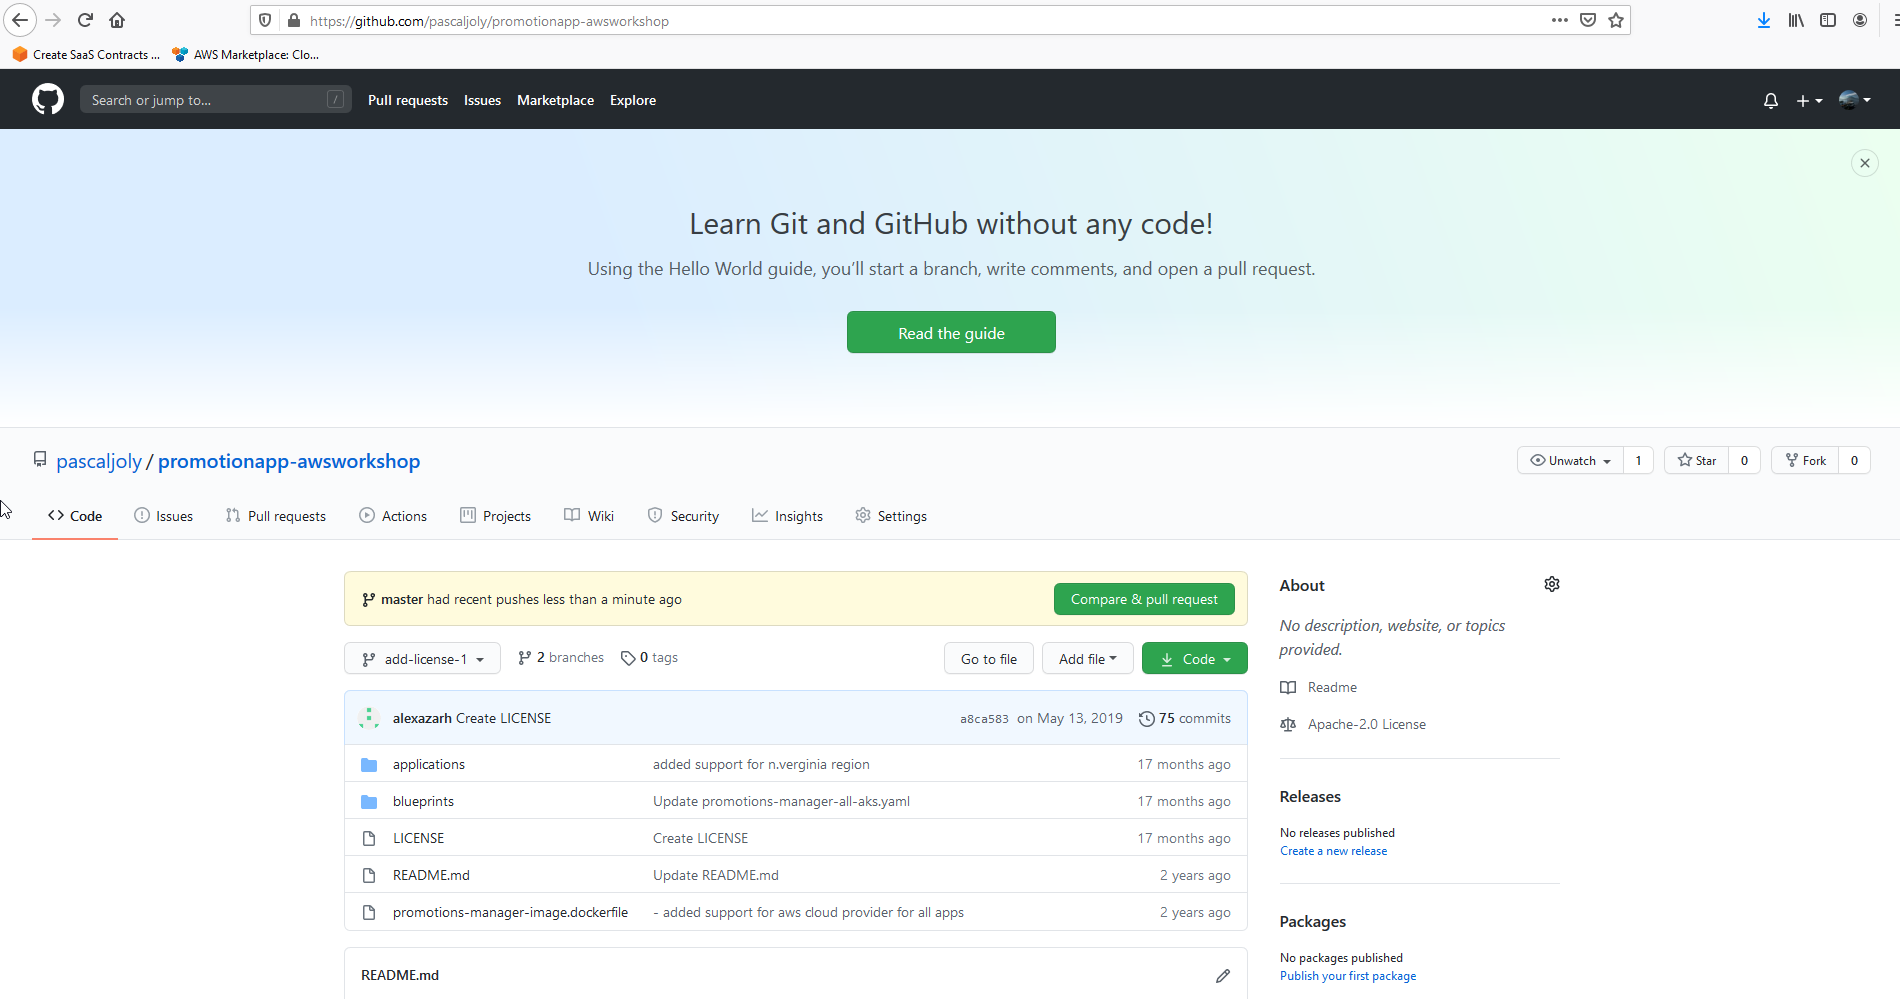 https://github.com/pascaljoly/promotionapp-awsworkshop
Create SaaS Contracts ... AWS Marketplace: Clo...
Search or jump to... / Pull requests Issues Marketplace Explore
Learn Git and GitHub without any code!
Using the Hello World guide, you’ll start a branch, write comments, and open a pull request.
Read the guide
pascaljoly / promotionapp-awsworkshop Unwatch 1 Star 0 Fork 0
Code Issues Pull requests Actions Projects Wiki Security Insights Settings
master had recent pushes less than a minute ago Compare & pull request
add-license-1 2 branches 0 tags Go to file Add file Code
alexazarh Create LICENSE a8ca583 on May 13, 2019 75 commits
applications added support for n.verginia region 17 months ago
blueprints Update promotions-manager-all-aks.yaml 17 months ago
LICENSE Create LICENSE 17 months ago
README.md Update README.md 2 years ago
promotions-manager-image.dockerfile - added support for aws cloud provider for all apps 2 years ago
README.md
About
No description, website, or topics
provided.
Readme
Apache-2.0 License
Releases
No releases published
Create a new release
Packages
No packages published
Publish your first package